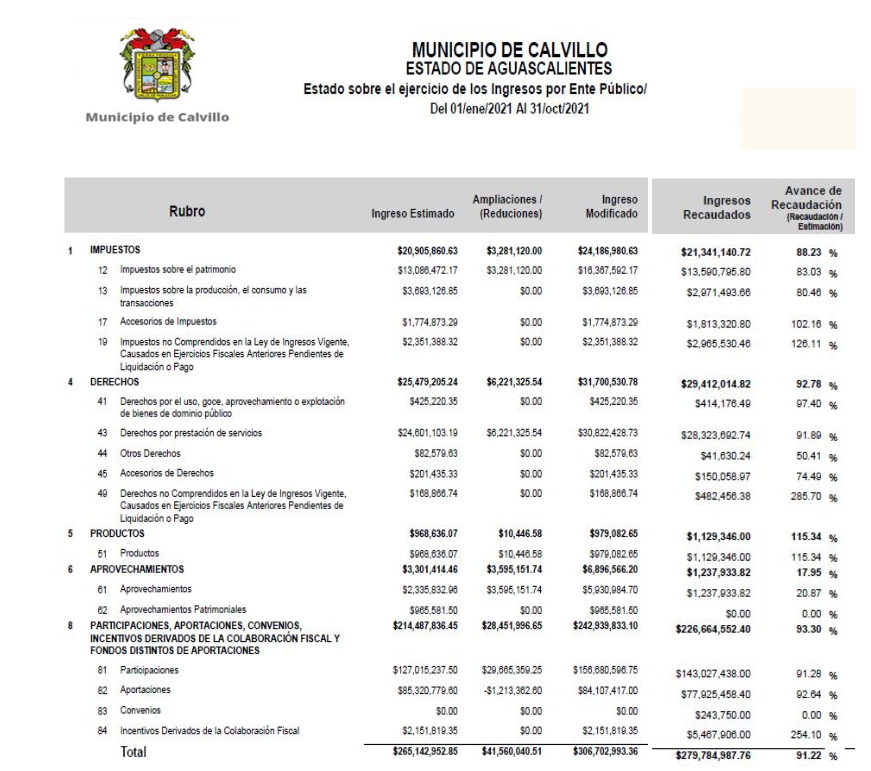 Municipio de Calvillo
MUNICIPIO DE CALVILLO
ESTADO DE AGUASCALIENTES
Estado sobre el ejercicio de los Ingresos por Ente Público/
Del 01/ene/2021 Al 31/oct/2021
Rubro Ingreso Estimado Ampliaciones / (Reduciones) Ingreso Modificado Ingresos Recaudados Avance de Recaudación (Recaudación / Estimación)
1 IMPUESTOS $20,905,860.63 $3,281,120.00 $24,186,980.63 $21,341,140.72 88.23 %
12 Impuestos sobre el patrimonio $13,086,472.17 $3,281,120.00 $16,367,592.17 $13,590,795.80 83.03 %
13 Impuestos sobre la producción, el consumo y las $3,693,126.85 $0.00 $3,693,126.85 $2,971,493.66 80.46 %
transacciones
17 Accesorios de Impuestos $1,774,873.29 $0.00 $1,774,873.29 $1,813,320.80 102.16 %
19 Impuestos no Comprendidos en la Ley de Ingresos Vigente, $2,351,388.32 $0.00 $2,351,388.32 $2,965,530.46 126.11 %
Causados en Ejercicios Fiscales Anteriores Pendientes de
Liquidación o Pago
4 DERECHOS $25,479,205.24 $6,221,325.54 $31,700,530.78 $29,412,014.82 92.78 %
41 Derechos por el uso, goce, aprovechamiento o explotación $425,220.35 $0.00 $425,220.35 $414,176.49 97.40 %
de bienes de dominio público
43 Derechos por prestación de servicios $24,601,103.19 $6,221,325.54 $30,822,428.73 $28,323,692.74 91.89 %
44 Otros Derechos $82,579.63 $0.00 $82,579.63 $41,630.24 50.41 %
45 Accesorios de Derechos $201,435.33 $0.00 $201,435.33 $150,058.97 74.49 %
49 Derechos no Comprendidos en la Ley de Ingresos Vigente, $168,866.74 $0.00 $168,866.74 $482,456.38 285.70 %
Causados en Ejercicios Fiscales Anteriores Pendientes de
Liquidación o Pago
5 PRODUCTOS $968,636.07 $10,446.58 $979,082.65 $1,129,346.00 115.34 %
51 Productos $968,636.07 $10,446.58 $979,082.65 $1,129,346.00 115.34 %
6 APROVECHAMIENTOS $3,301,414.46 $3,595,151.74 $6,896,566.20 $1,237,933.82 17.95 %
61 Aprovechamientos $2,335,832.96 $3,595,151.74 $5,930,984.70 $1,237,933.82 20.87 %
62 Aprovechamientos Patrimoniales $965,581.50 $0.00 $965,581.50 $0.00 0.00 %
8 PARTICIPACIONES, APORTACIONES, CONVENIOS, $214,487,836.45 $28,451,996.65 $242,939,833.10 $226,664,552.40 93.30 %
INCENTIVOS DERIVADOS DE LA COLABORACIÓN FISCAL Y
FONDOS DISTINTOS DE APORTACIONES
81 Participaciones $127,015,237.50 $29,665,359.25 $156,680,596.75 $143,027,438.00 91.28 %
82 Aportaciones $85,320,779.60 -$1,213,362.60 $84,107,417.00 $77,925,458.40 92.64 %
83 Convenios $0.00 $0.00 $0.00 $243,750.00 0.00 %
84 Incentivos Derivados de la Colaboración Fiscal $2,151,819.35 $0.00 $2,151,819.35 $5,467,906.00 254.10 %
Total $265,142,952.85 $41,560,040.51 $306,702,993.36 $279,784,987.76 91.22 %